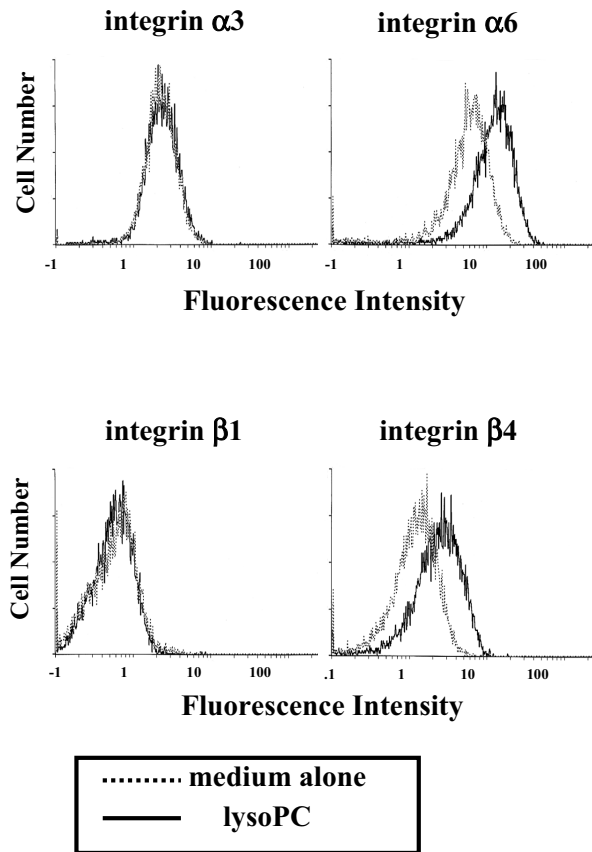 integrin α3 integrin α6
Cell Number
-1 1 10 100 -1 1 10 100
Fluorescence Intensity
integrin β1 integrin β4
Cell Number
-1 1 10 100 .1 1 10 100
Fluorescence Intensity
medium alone
lysoPC